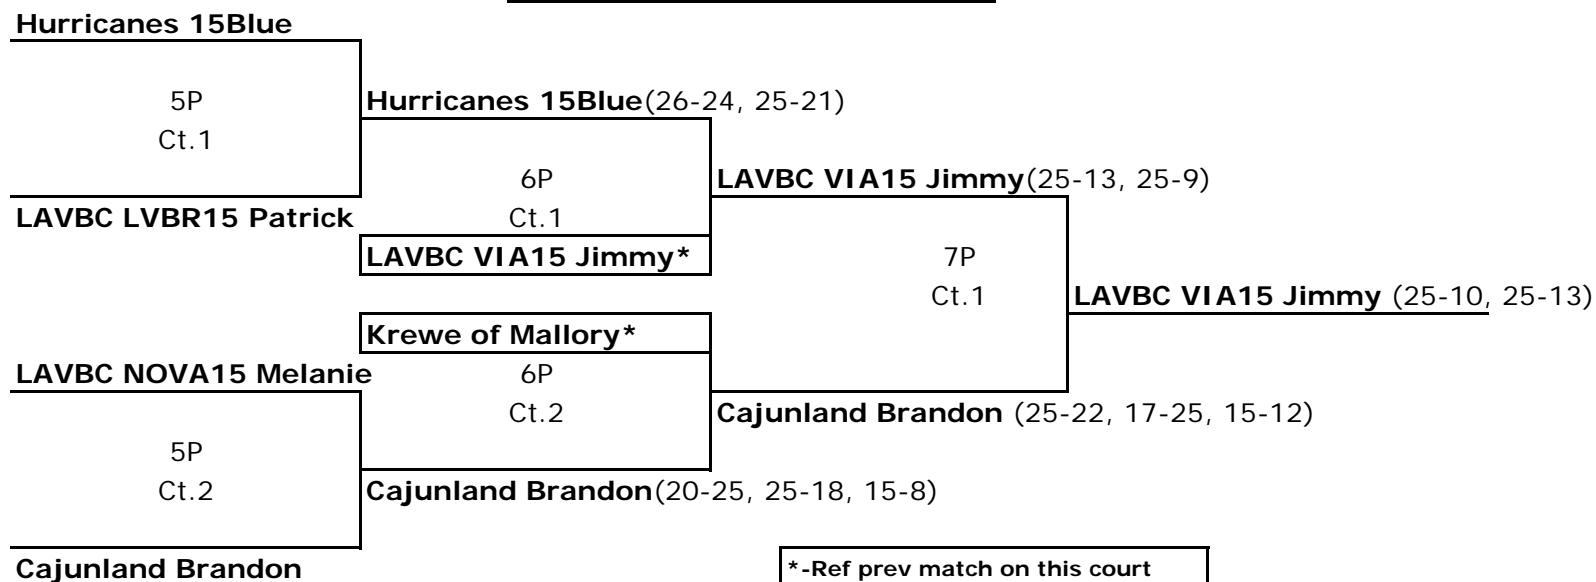 Hurricanes 15Blue
5P
Hurricanes 15Blue(26-24, 25-21)
Ct.1
6P
LAVBC VIA15 Jimmy(25-13, 25-9)
LAVBC LVBR15 Patrick
Ct.1
LAVBC VIA15 Jimmy*
7P
Ct.1
LAVBC VIA15 Jimmy (25-10, 25-13)
Krewe of Mallory*
LAVBC NOVA15 Melanie
6P
Ct.2
Cajunland Brandon (25-22, 17-25, 15-12)
5P
Ct.2
Cajunland Brandon(20-25, 25-18, 15-8)
Cajunland Brandon
*-Ref prev match on this court